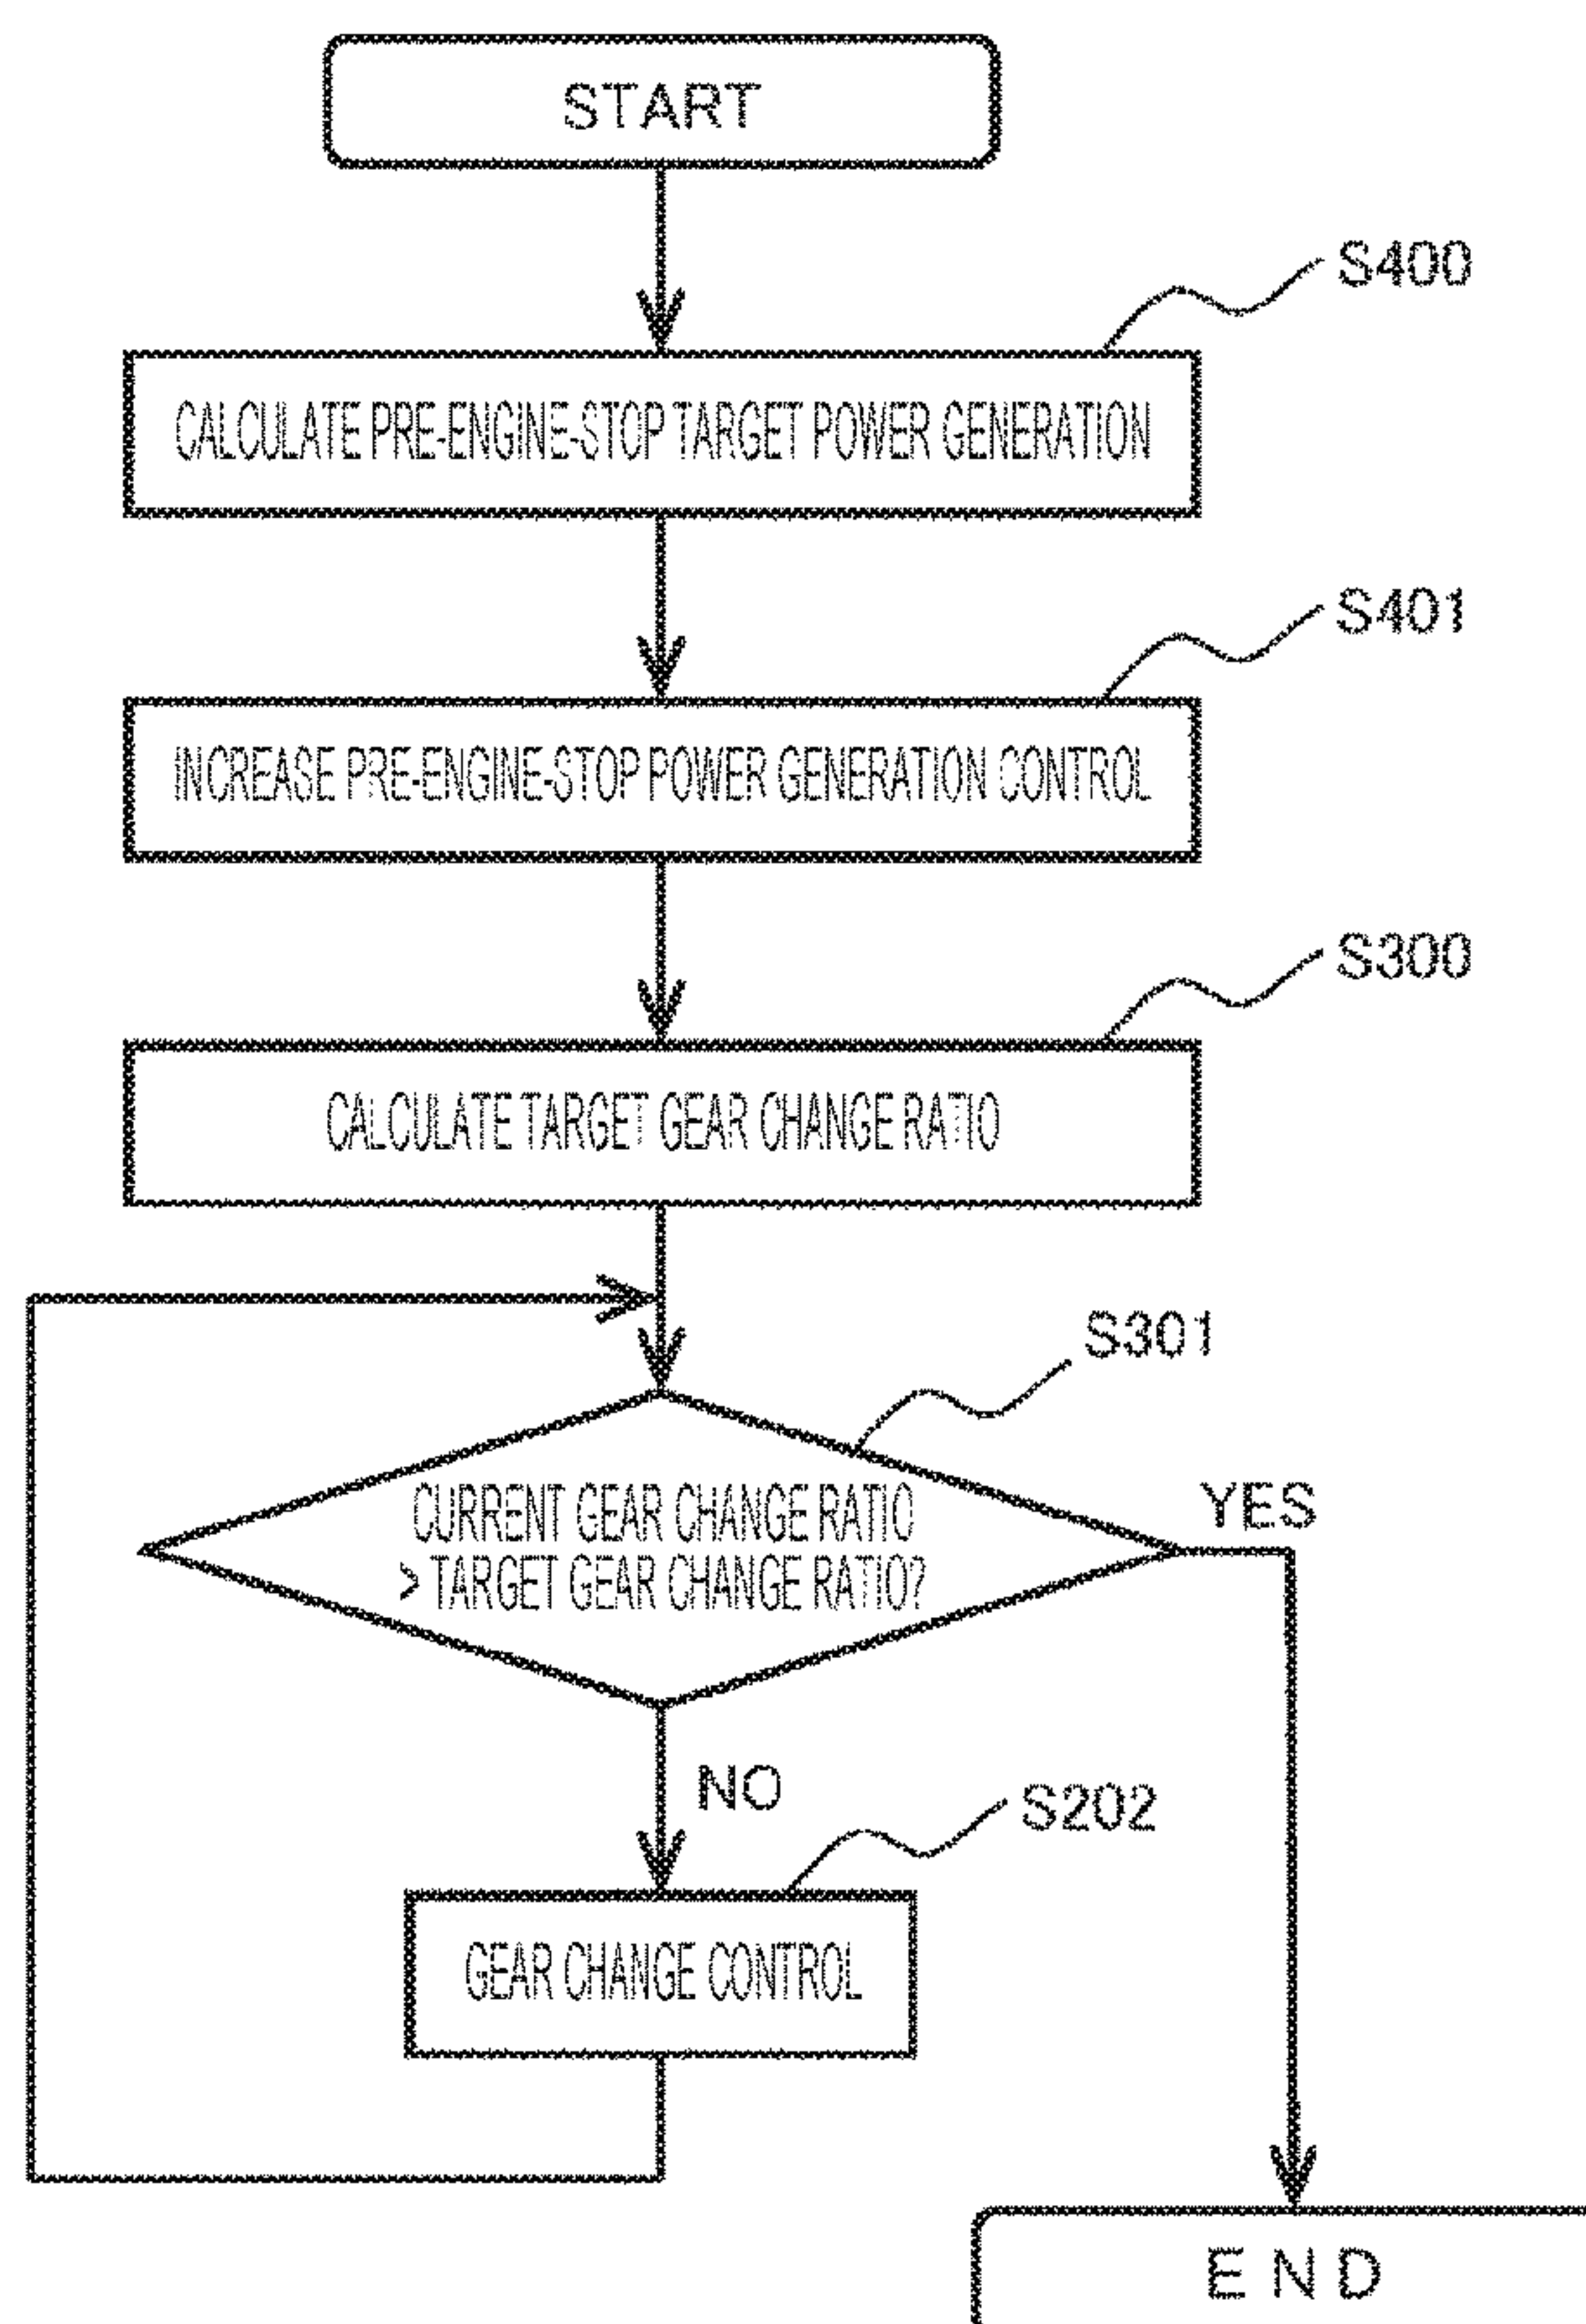 START
S400
CALCULATE PRE-ENGINE-STOP TARGET POWER GENERATION
S401
INCREASE PRE-ENGINE-STOP POWER GENERATION CONTROL
S300
CALCULATE TARGET GEAR CHANGE RATIO
S301
CURRENT GEAR CHANGE RATIO
> TARGET GEAR CHANGE RATIO?
YES
NO
S202
GEAR CHANGE CONTROL
END